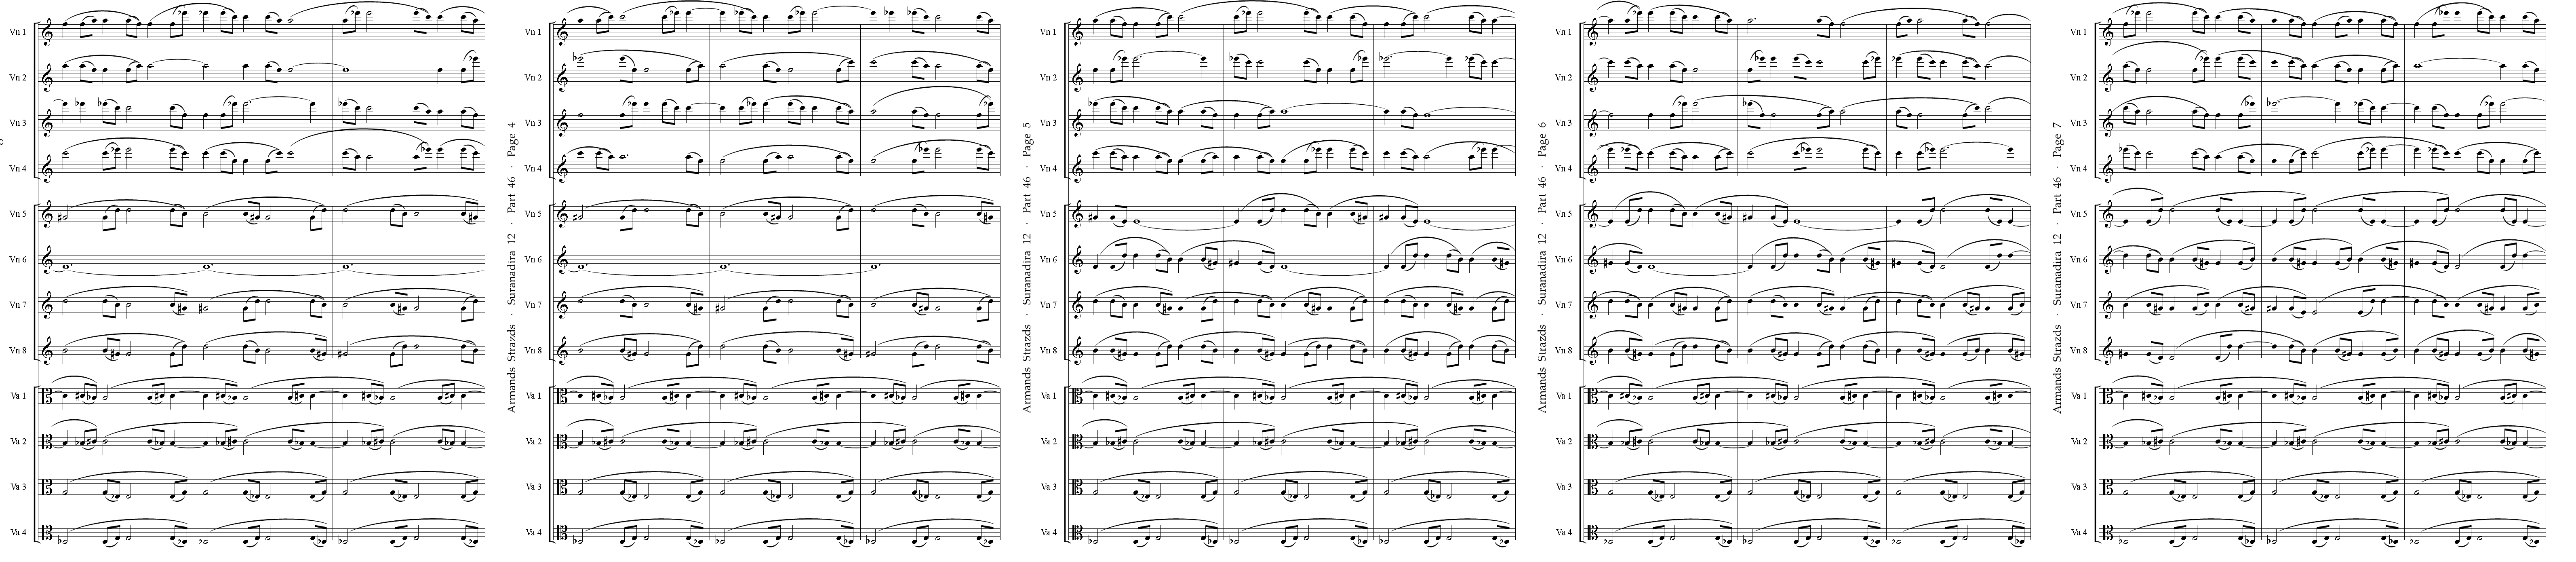 Vn 1
Vn 2
Vn 3
Vn 4
Vn 5
Vn 6
Vn 7
Vn 8
Va 1
Va 2
Va 3
Va 4
Armands Strazds · Suranadira 12 · Part 46 · Page 4
Vn 1
Vn 2
Vn 3
Vn 4
Vn 5
Vn 6
Vn 7
Vn 8
Va 1
Va 2
Va 3
Va 4
Armands Strazds · Suranadira 12 · Part 46 · Page 5
Vn 1
Vn 2
Vn 3
Vn 4
Vn 5
Vn 6
Vn 7
Vn 8
Va 1
Va 2
Va 3
Va 4
Armands Strazds · Suranadira 12 · Part 46 · Page 6
Vn 1
Vn 2
Vn 3
Vn 4
Vn 5
Vn 6
Vn 7
Vn 8
Va 1
Va 2
Va 3
Va 4
Armands Strazds · Suranadira 12 · Part 46 · Page 7
Vn 1
Vn 2
Vn 3
Vn 4
Vn 5
Vn 6
Vn 7
Vn 8
Va 1
Va 2
Va 3
Va 4